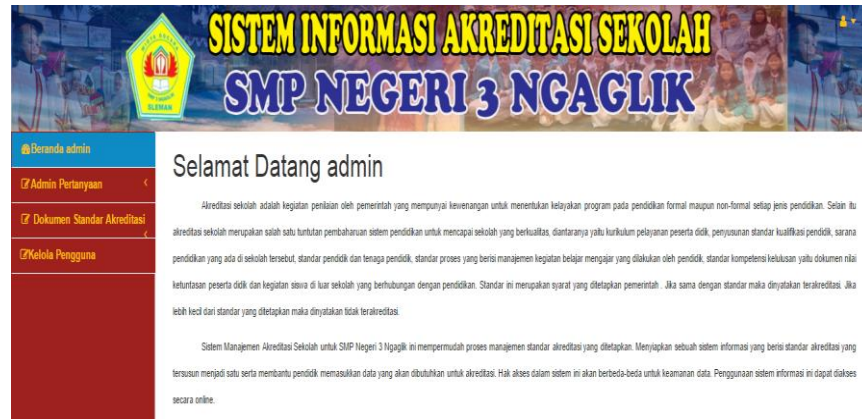 SISTEM INFORMASI AKREDITASI SEKOLAH
SMP NEGERI 3 NGAGLIK
SLEMAN
Beranda admin
Admin Pertanyaan
Dokumen Standar Akreditasi
Kelola Pengguna
Selamat Datang admin
Akreditasi sekolah adalah kegiatan penilaian oleh pemerintah yang mempunyai kewenangan untuk menentukan kelayakan program pada pendidikan formal maupun non-formal setiap jenis pendidikan. Selain itu
akreditasi sekolah merupakan salah satu tuntutan pembaharuan sistem pendidikan untuk mencapai sekolah yang berkualitas, diantaranya yaitu kurikulum pelayanan peserta didik, penyusunan standar kualifikasi pendidik, sarana
pendidikan yang ada di sekolah tersebut, standar pendidik dan tenaga pendidik, standar proses yang berisi manajemen kegiatan belajar mengajar yang dilakukan oleh pendidik, standar kompetensi kelulusan yaitu dokumen nilai
ketuntasan peserta didik dan kegiatan siswa di luar sekolah yang berhubungan dengan pendidikan. Standar ini merupakan syarat yang ditetapkan pemerintah . Jika sama dengan standar maka dinyatakan terakreditasi. Jika
lebih kecil dari standar yang ditetapkan maka dinyatakan tidak terakreditasi.
Sistem Manajemen Akreditasi Sekolah untuk SMP Negeri 3 Ngaglik ini mempermudah proses manajemen standar akreditasi yang ditetapkan. Menyiapkan sebuah sistem informasi yang berisi standar akreditasi yang
tersusun menjadi satu serta membantu pendidik memasukkan data yang akan dibutuhkan untuk akreditasi. Hak akses dalam sistem ini akan berbeda-beda untuk keamanan data. Penggunaan sistem informasi ini dapat diakses
secara online.